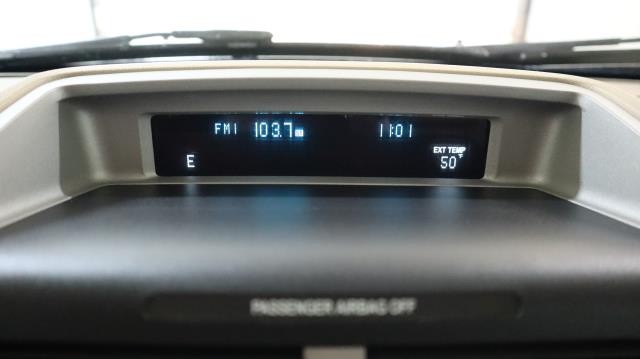 FM1 103.7 11:01
EXT TEMP
E 50°F
PASSENGER AIRBAG OFF